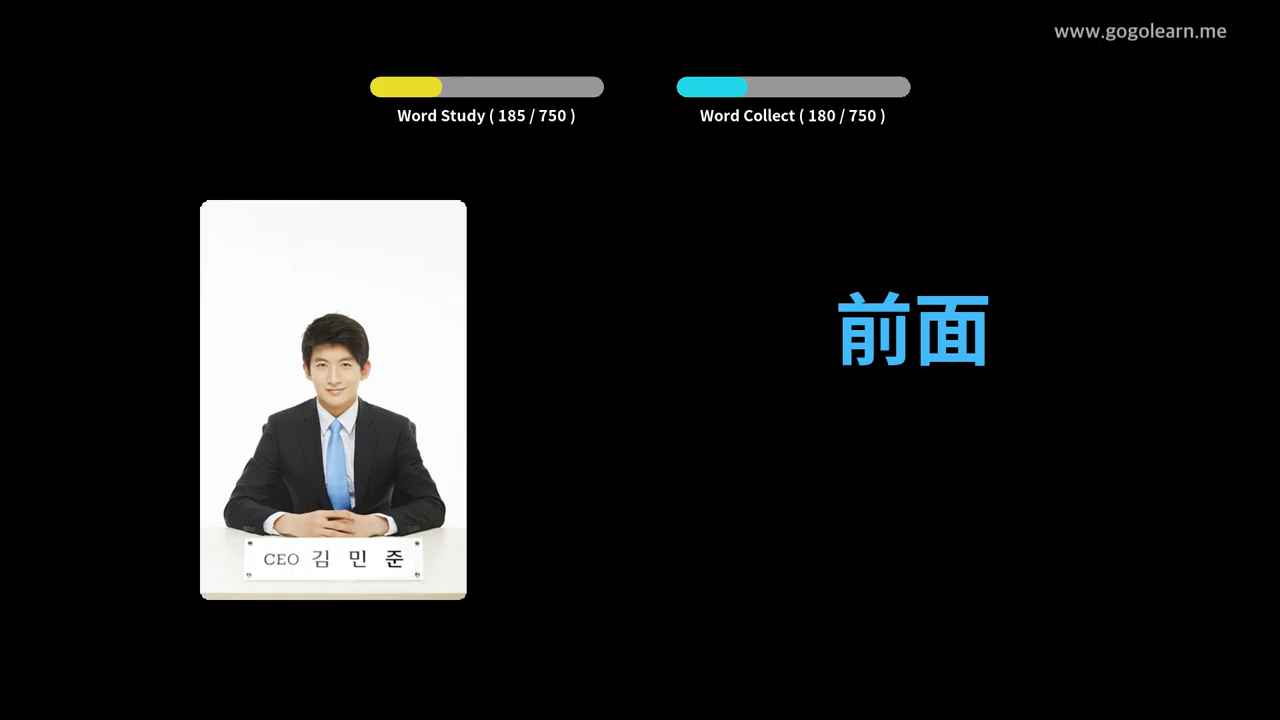 www.gogolearn.me
Word Study ( 185 / 750 )
Word Collect ( 180 / 750 )
前面
CEO 김 민 준